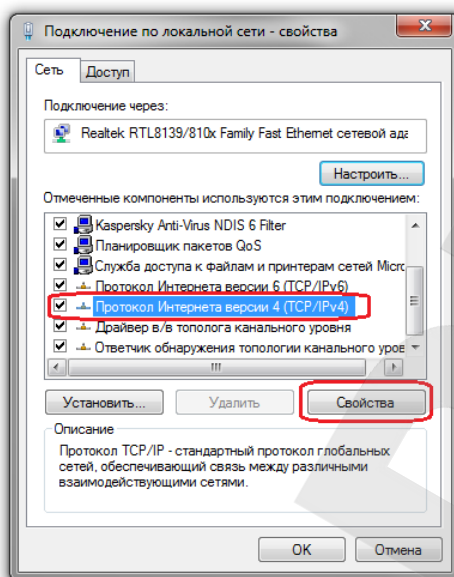 Подключение по локальной сети - свойства
Сеть Доступ
Подключение через:
Realtek RTL8139/810x Family Fast Ethernet сетевой ада
Настроить...
Отмеченные компоненты используются этим подключением:
Kaspersky Anti-Virus NDIS 6 Filter
Планировщик пакетов QoS
Служба доступа к файлам и принтерам сетей Micro
Протокол Интернета версии 6 (TCP/IPv6)
Протокол Интернета версии 4 (TCP/IPv4)
Драйвер в/в тополога канального уровня
Ответчик обнаружения топологии канального уров
Установить... Удалить Свойства
Описание
Протокол TCP/IP - стандартный протокол глобальных
сетей, обеспечивающий связь между различными
взаимодействующими сетями.
OK Отмена